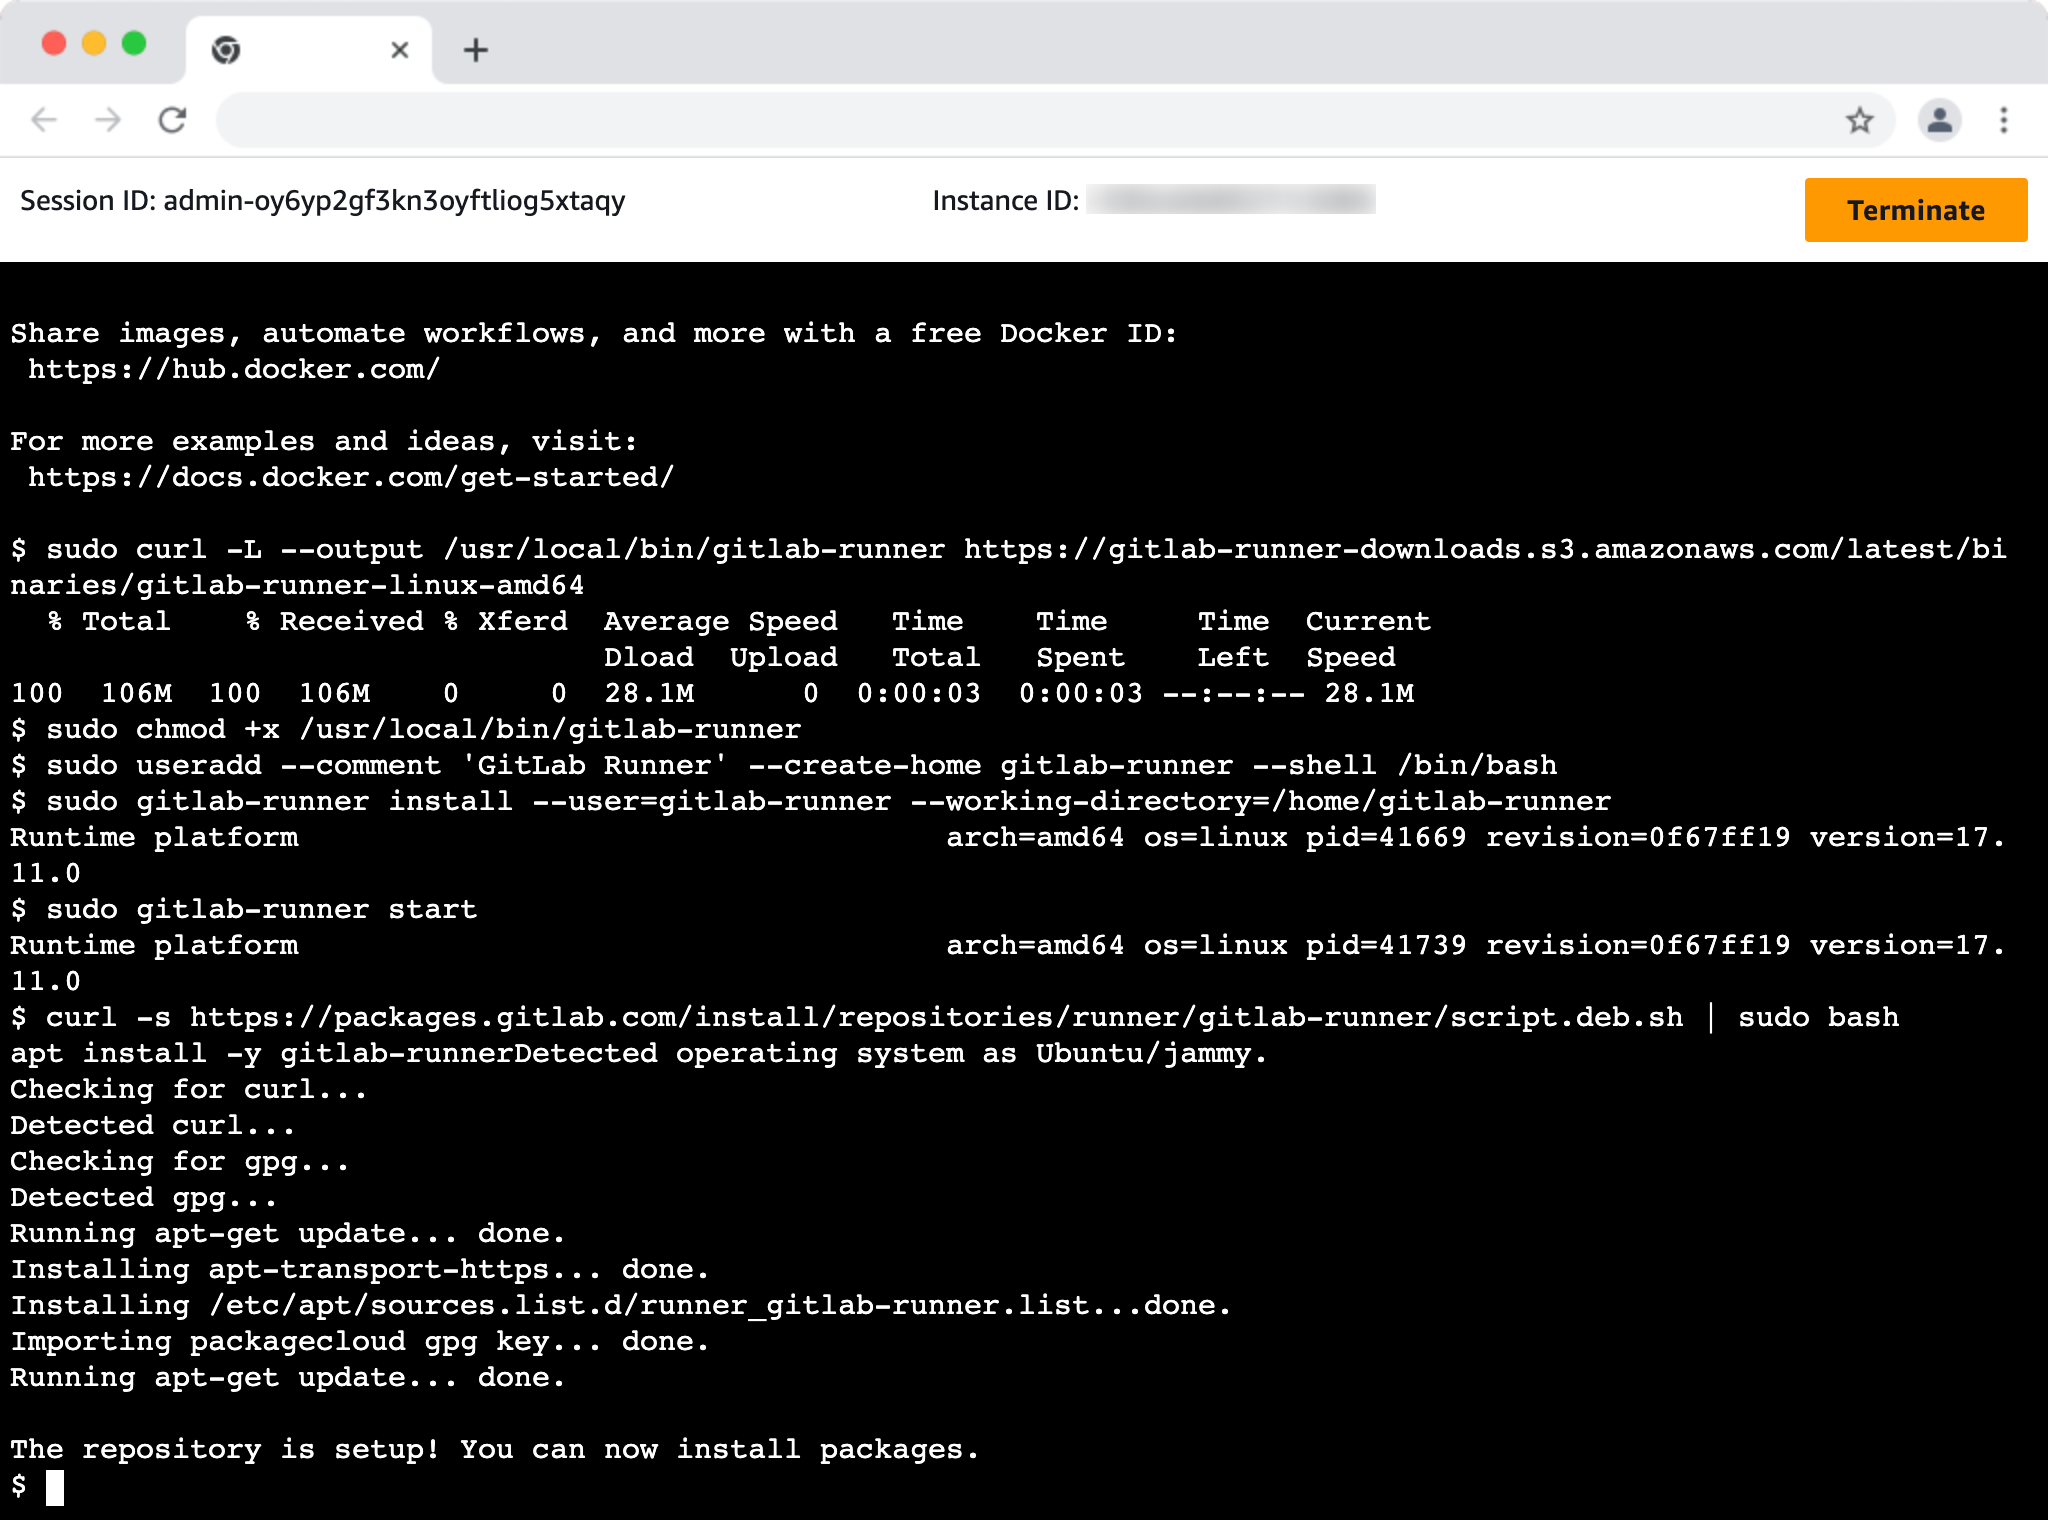 Session ID: admin-oy6yp2gf3kn3oyftliog5xtaqy
Instance ID:
Terminate
Share images, automate workflows, and more with a free Docker ID:
 https://hub.docker.com/
For more examples and ideas, visit:
 https://docs.docker.com/get-started/
$ sudo curl -L --output /usr/local/bin/gitlab-runner https://gitlab-runner-downloads.s3.amazonaws.com/latest/bi
naries/gitlab-runner-linux-amd64
  % Total    % Received % Xferd  Average Speed   Time    Time     Time  Current
                                 Dload  Upload   Total   Spent    Left  Speed
100  106M  100  106M    0     0  28.1M      0  0:00:03  0:00:03 --:--:-- 28.1M
$ sudo chmod +x /usr/local/bin/gitlab-runner
$ sudo useradd --comment 'GitLab Runner' --create-home gitlab-runner --shell /bin/bash
$ sudo gitlab-runner install --user=gitlab-runner --working-directory=/home/gitlab-runner
Runtime platform                                    arch=amd64 os=linux pid=41669 revision=0f67ff19 version=17.
11.0
$ sudo gitlab-runner start
Runtime platform                                    arch=amd64 os=linux pid=41739 revision=0f67ff19 version=17.
11.0
$ curl -s https://packages.gitlab.com/install/repositories/runner/gitlab-runner/script.deb.sh | sudo bash
apt install -y gitlab-runnerDetected operating system as Ubuntu/jammy.
Checking for curl...
Detected curl...
Checking for gpg...
Detected gpg...
Running apt-get update... done.
Installing apt-transport-https... done.
Installing /etc/apt/sources.list.d/runner_gitlab-runner.list...done.
Importing packagecloud gpg key... done.
Running apt-get update... done.
The repository is setup! You can now install packages.
$